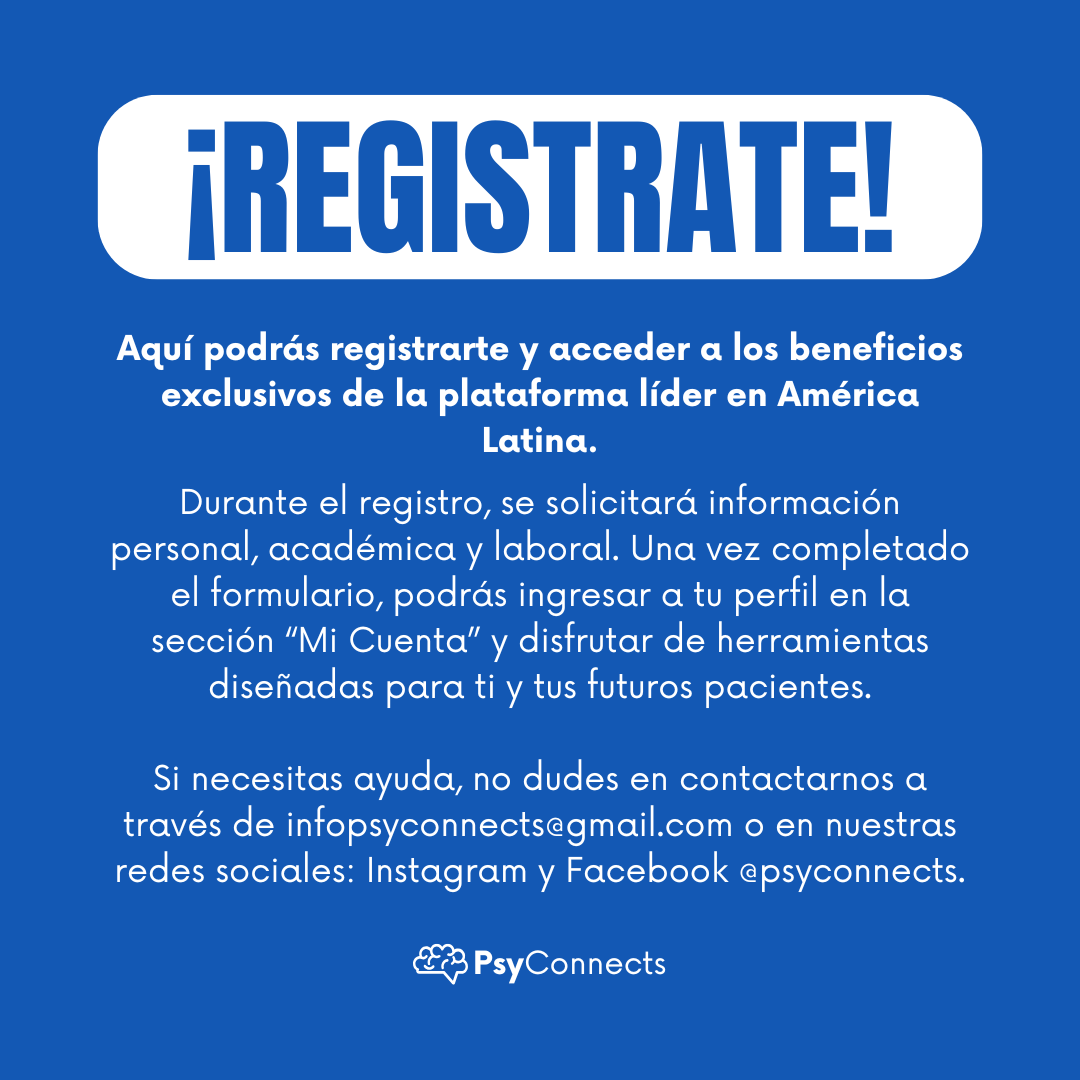 ¡REGISTRATE!
Aquí podrás registrarte y acceder a los beneficios
exclusivos de la plataforma líder en América
Latina.
Durante el registro, se solicitará información
personal, académica y laboral. Una vez completado
el formulario, podrás ingresar a tu perfil en la
sección “Mi Cuenta” y disfrutar de herramientas
diseñadas para ti y tus futuros pacientes.
Si necesitas ayuda, no dudes en contactarnos a
través de infopsyconnects@gmail.com o en nuestras
redes sociales: Instagram y Facebook @psyconnects.
PsyConnects